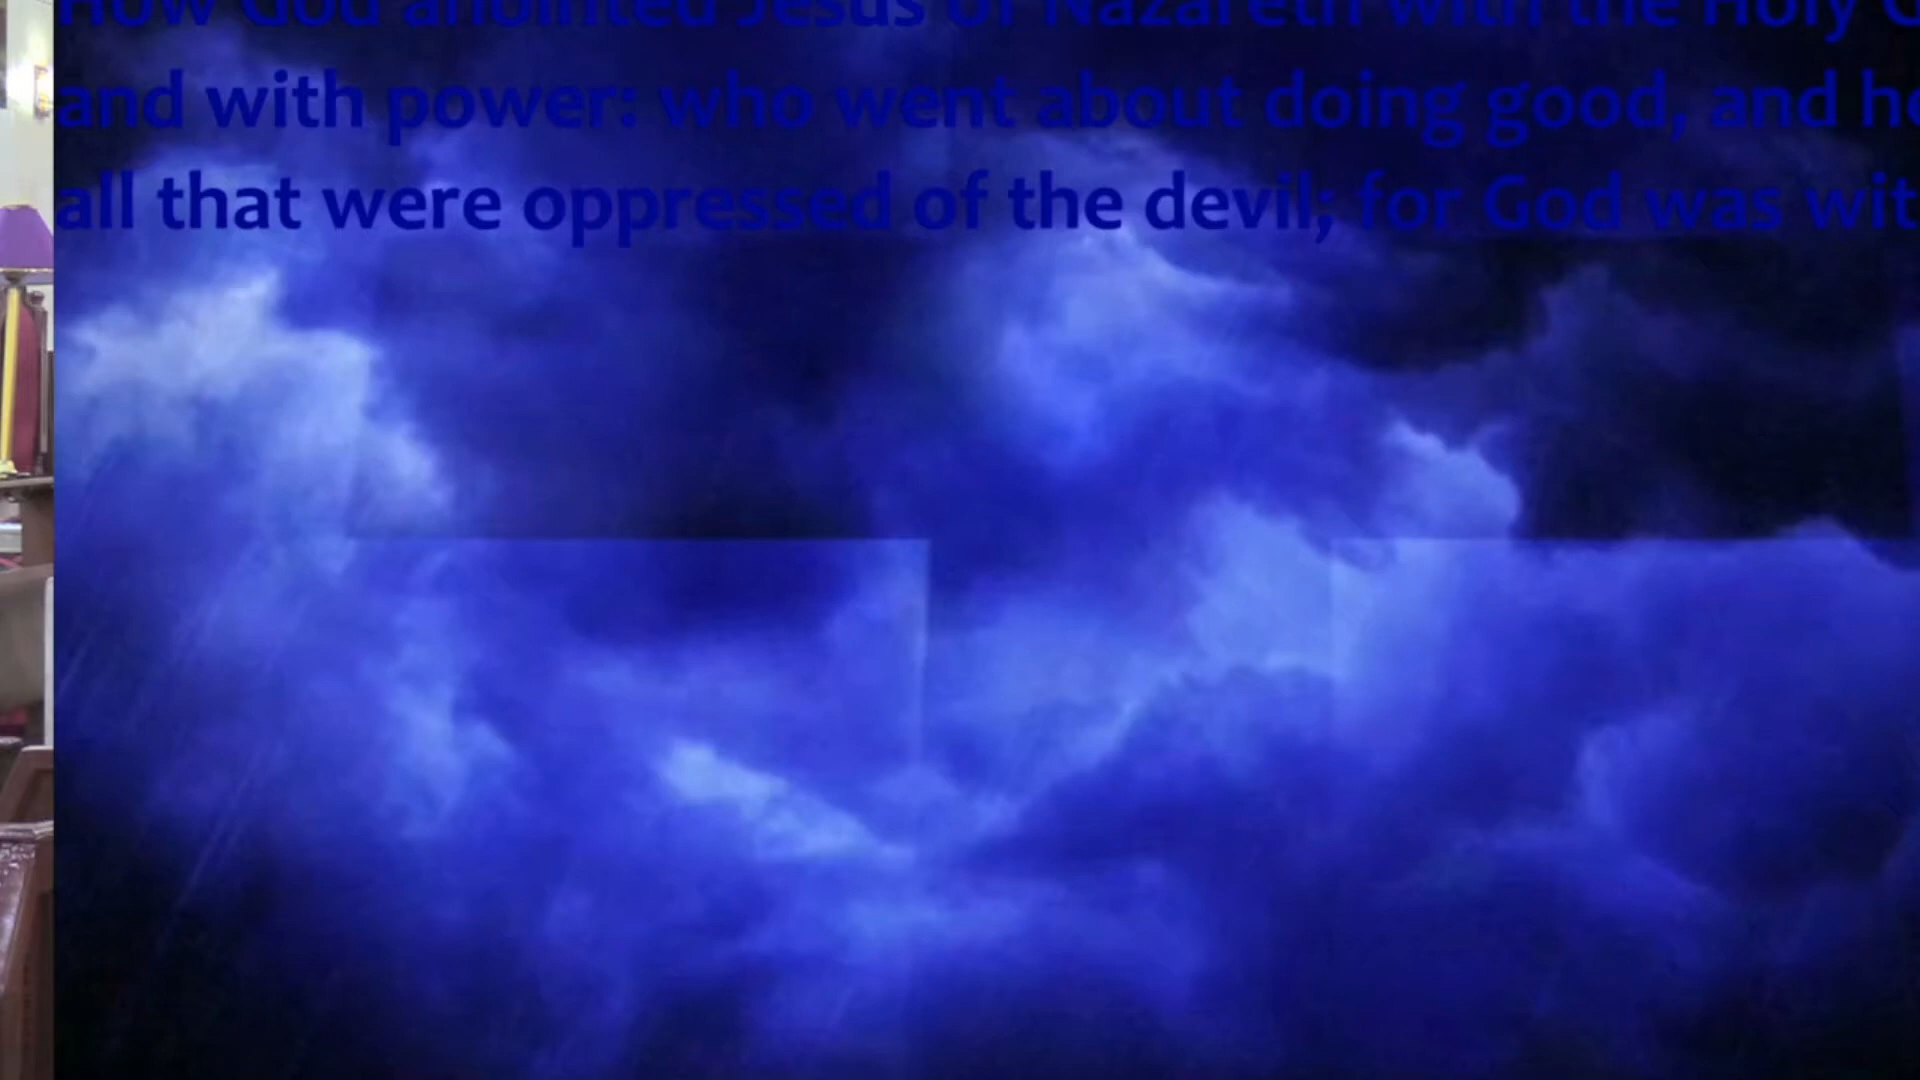 How God anointed Jesus of Nazareth with the Holy
and with power: who went about doing good, and
all that were oppressed of the devil; for God was